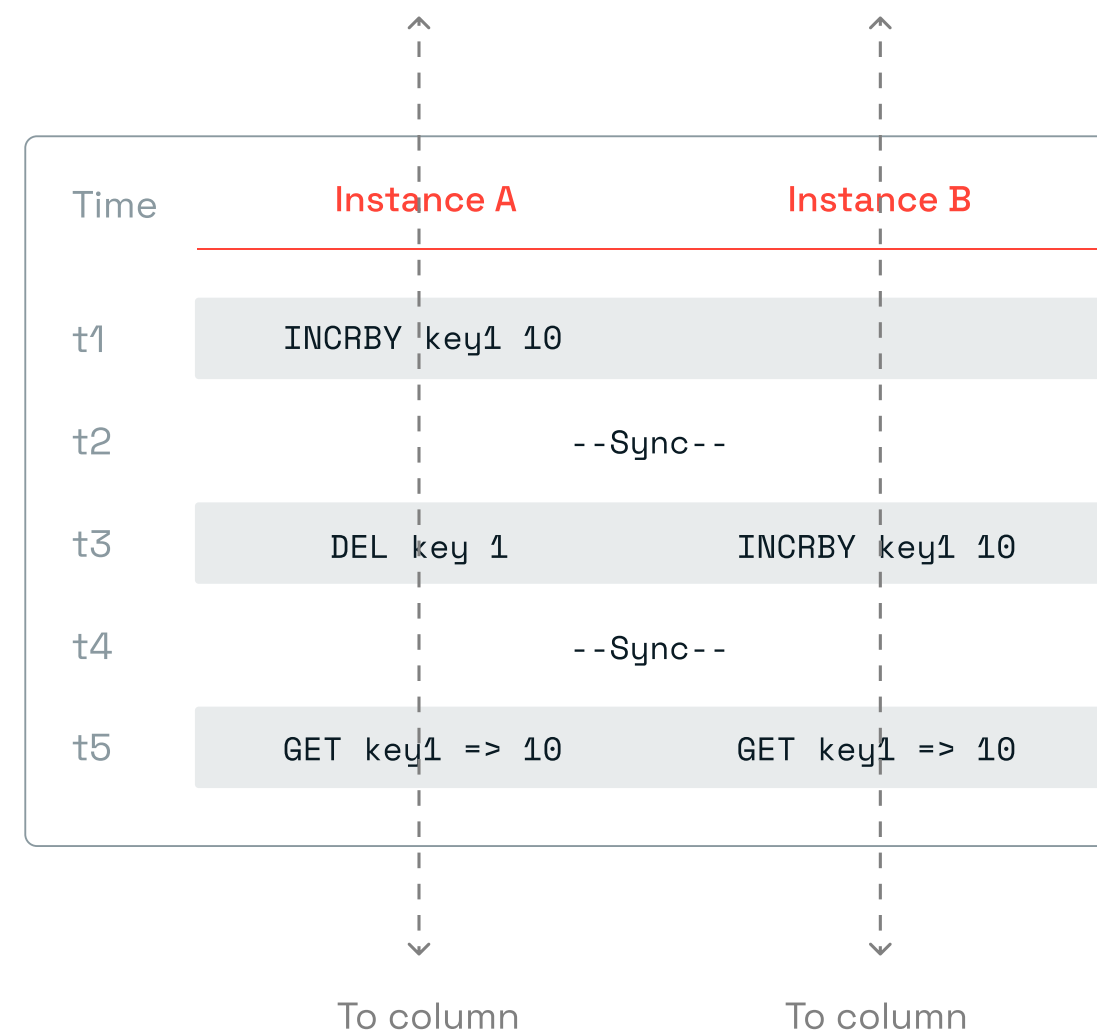 Time Instance A Instance B
t1 INCRBY key1 10
t2 --Sync--
t3 DEL key 1 INCRBY key1 10
t4 --Sync--
t5 GET key1 => 10 GET key1 => 10
To column To column